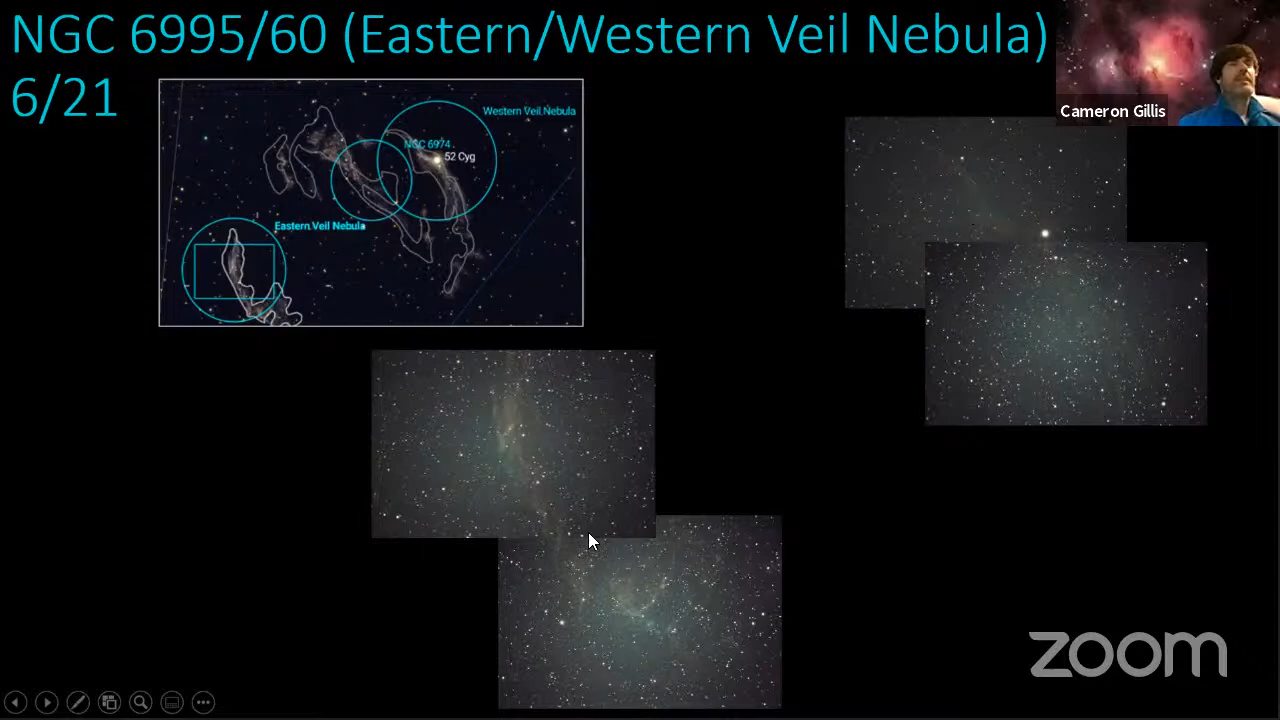 NGC 6995/60 (Eastern/Western Veil Nebula)
6/21
Cameron Gillis
Western Veil Nebula
NGC 6974
52 Cyg
Eastern Veil Nebula
zoom